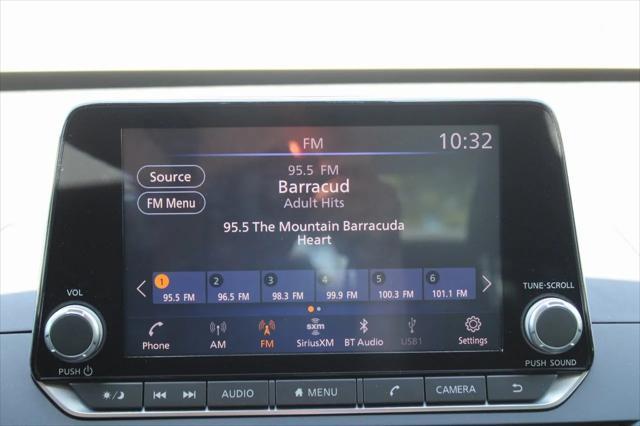 FM
10:32
95.5 FM
Source
Barracud
FM Menu
Adult Hits
95.5 The Mountain Barracuda
Heart
1 2 3 4 5 6
95.5 FM 96.5 FM 98.3 FM 99.9 FM 100.3 FM 101.1 FM
sxm
Phone AM FM SiriusXM BT Audio USB1 Settings
VOL
TUNE-SCROLL
PUSH
PUSH SOUND
AUDIO MENU CAMERA